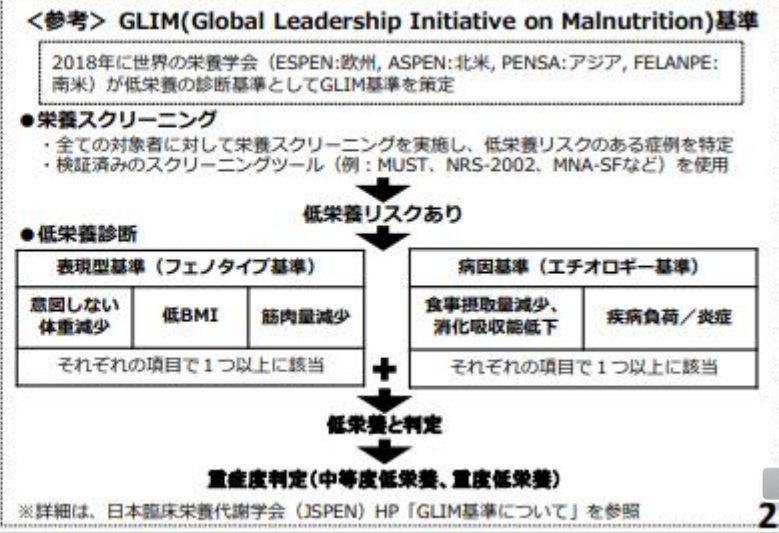 <参考> GLIM(Global Leadership Initiative on Malnutrition)基準
2018年に世界の栄養学会（ESPEN:欧州, ASPEN:北米, PENSA:アジア, FELANPE:
南米）が低栄養の診断基準としてGLIM基準を策定
●栄養スクリーニング
・全ての対象者に対して栄養スクリーニングを実施し、低栄養リスクのある症例を特定
・検証済みのスクリーニングツール（例：MUST、NRS-2002、MNA-SFなど）を使用
低栄養リスクあり
●低栄養診断
表現型基準（フェノタイプ基準）
意図しない
体重減少
低BMI
筋肉量減少
それぞれの項目で１つ以上に該当
+
病因基準（エチオロギー基準）
食事摂取量減少、
消化吸収能低下
疾病負荷／炎症
それぞれの項目で１つ以上に該当
低栄養と判定
重症度判定（中等度低栄養、重度低栄養）
※詳細は、日本臨床栄養代謝学会（JSPEN）HP「GLIM基準について」を参照
2